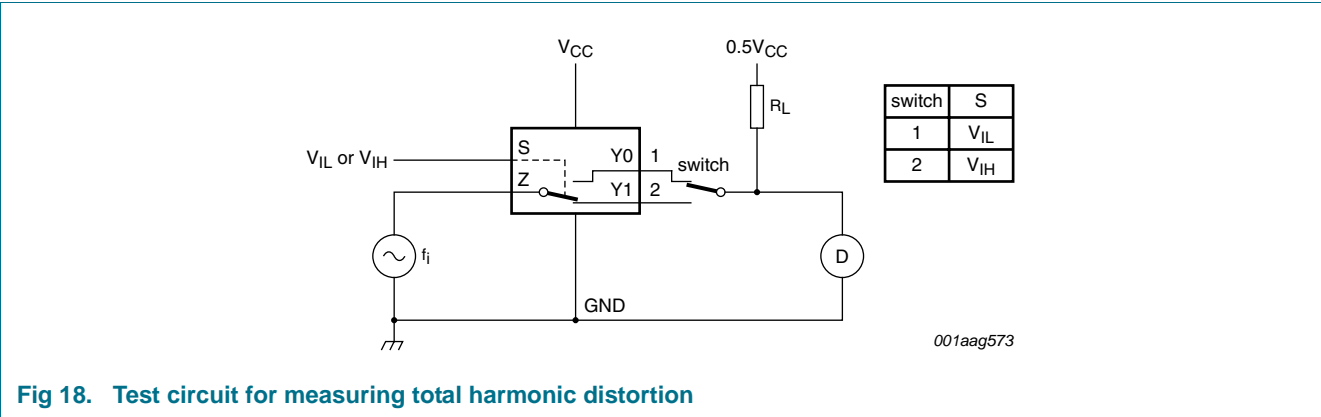 VCC
0.5VCC
RL
switch S
1 VIL
2 VIH
VIL or VIH
S
Z
Y0 1
Y1 2
switch
fi
D
GND
001aag573
Fig 18. Test circuit for measuring total harmonic distortion